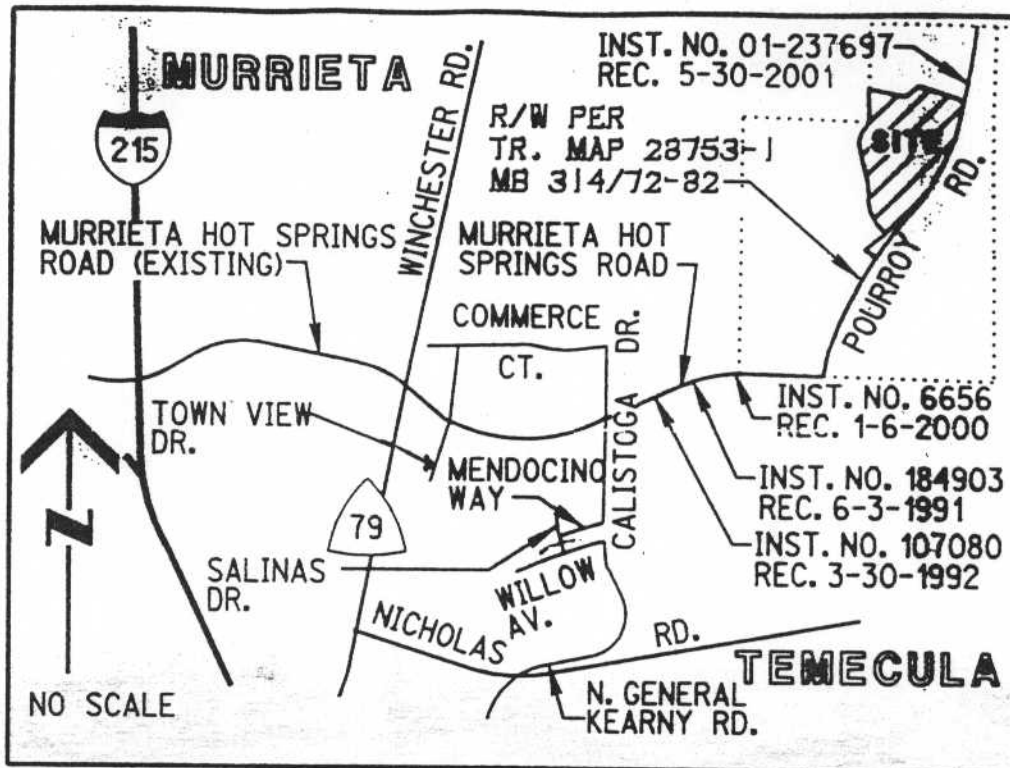 MURRIETA
INST. NO. 01-237697
REC. 5-30-2001
R/W PER
TR. MAP 28753-1
MB 314/72-82
SITE
215
WINCHESTER RD.
MURRIETA HOT SPRINGS
ROAD (EXISTING)
MURRIETA HOT
SPRINGS ROAD
POURROY RD.
COMMERCE
CT.
CALISTOGA DR.
TOWN VIEW
DR.
INST. NO. 6656
REC. 1-6-2000
MENDOCINO
WAY
INST. NO. 184903
REC. 6-3-1991
79
INST. NO. 107080
REC. 3-30-1992
N
SALINAS
DR.
WILLOW
AV.
NICHOLAS RD.
TEMECULA
NO SCALE
N. GENERAL
KEARNY RD.